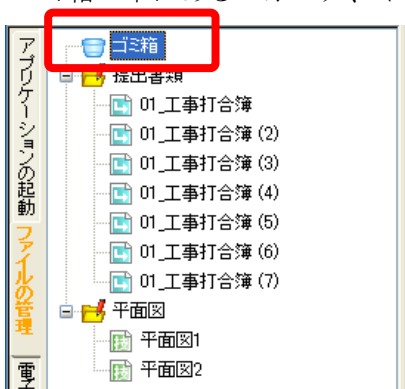 アプリケーションの起動
ファイルの管理
ゴミ箱
提出書類
01_工事打合簿
01_工事打合簿 (2)
01_工事打合簿 (3)
01_工事打合簿 (4)
01_工事打合簿 (5)
01_工事打合簿 (6)
01_工事打合簿 (7)
平面図
平面図1
平面図2